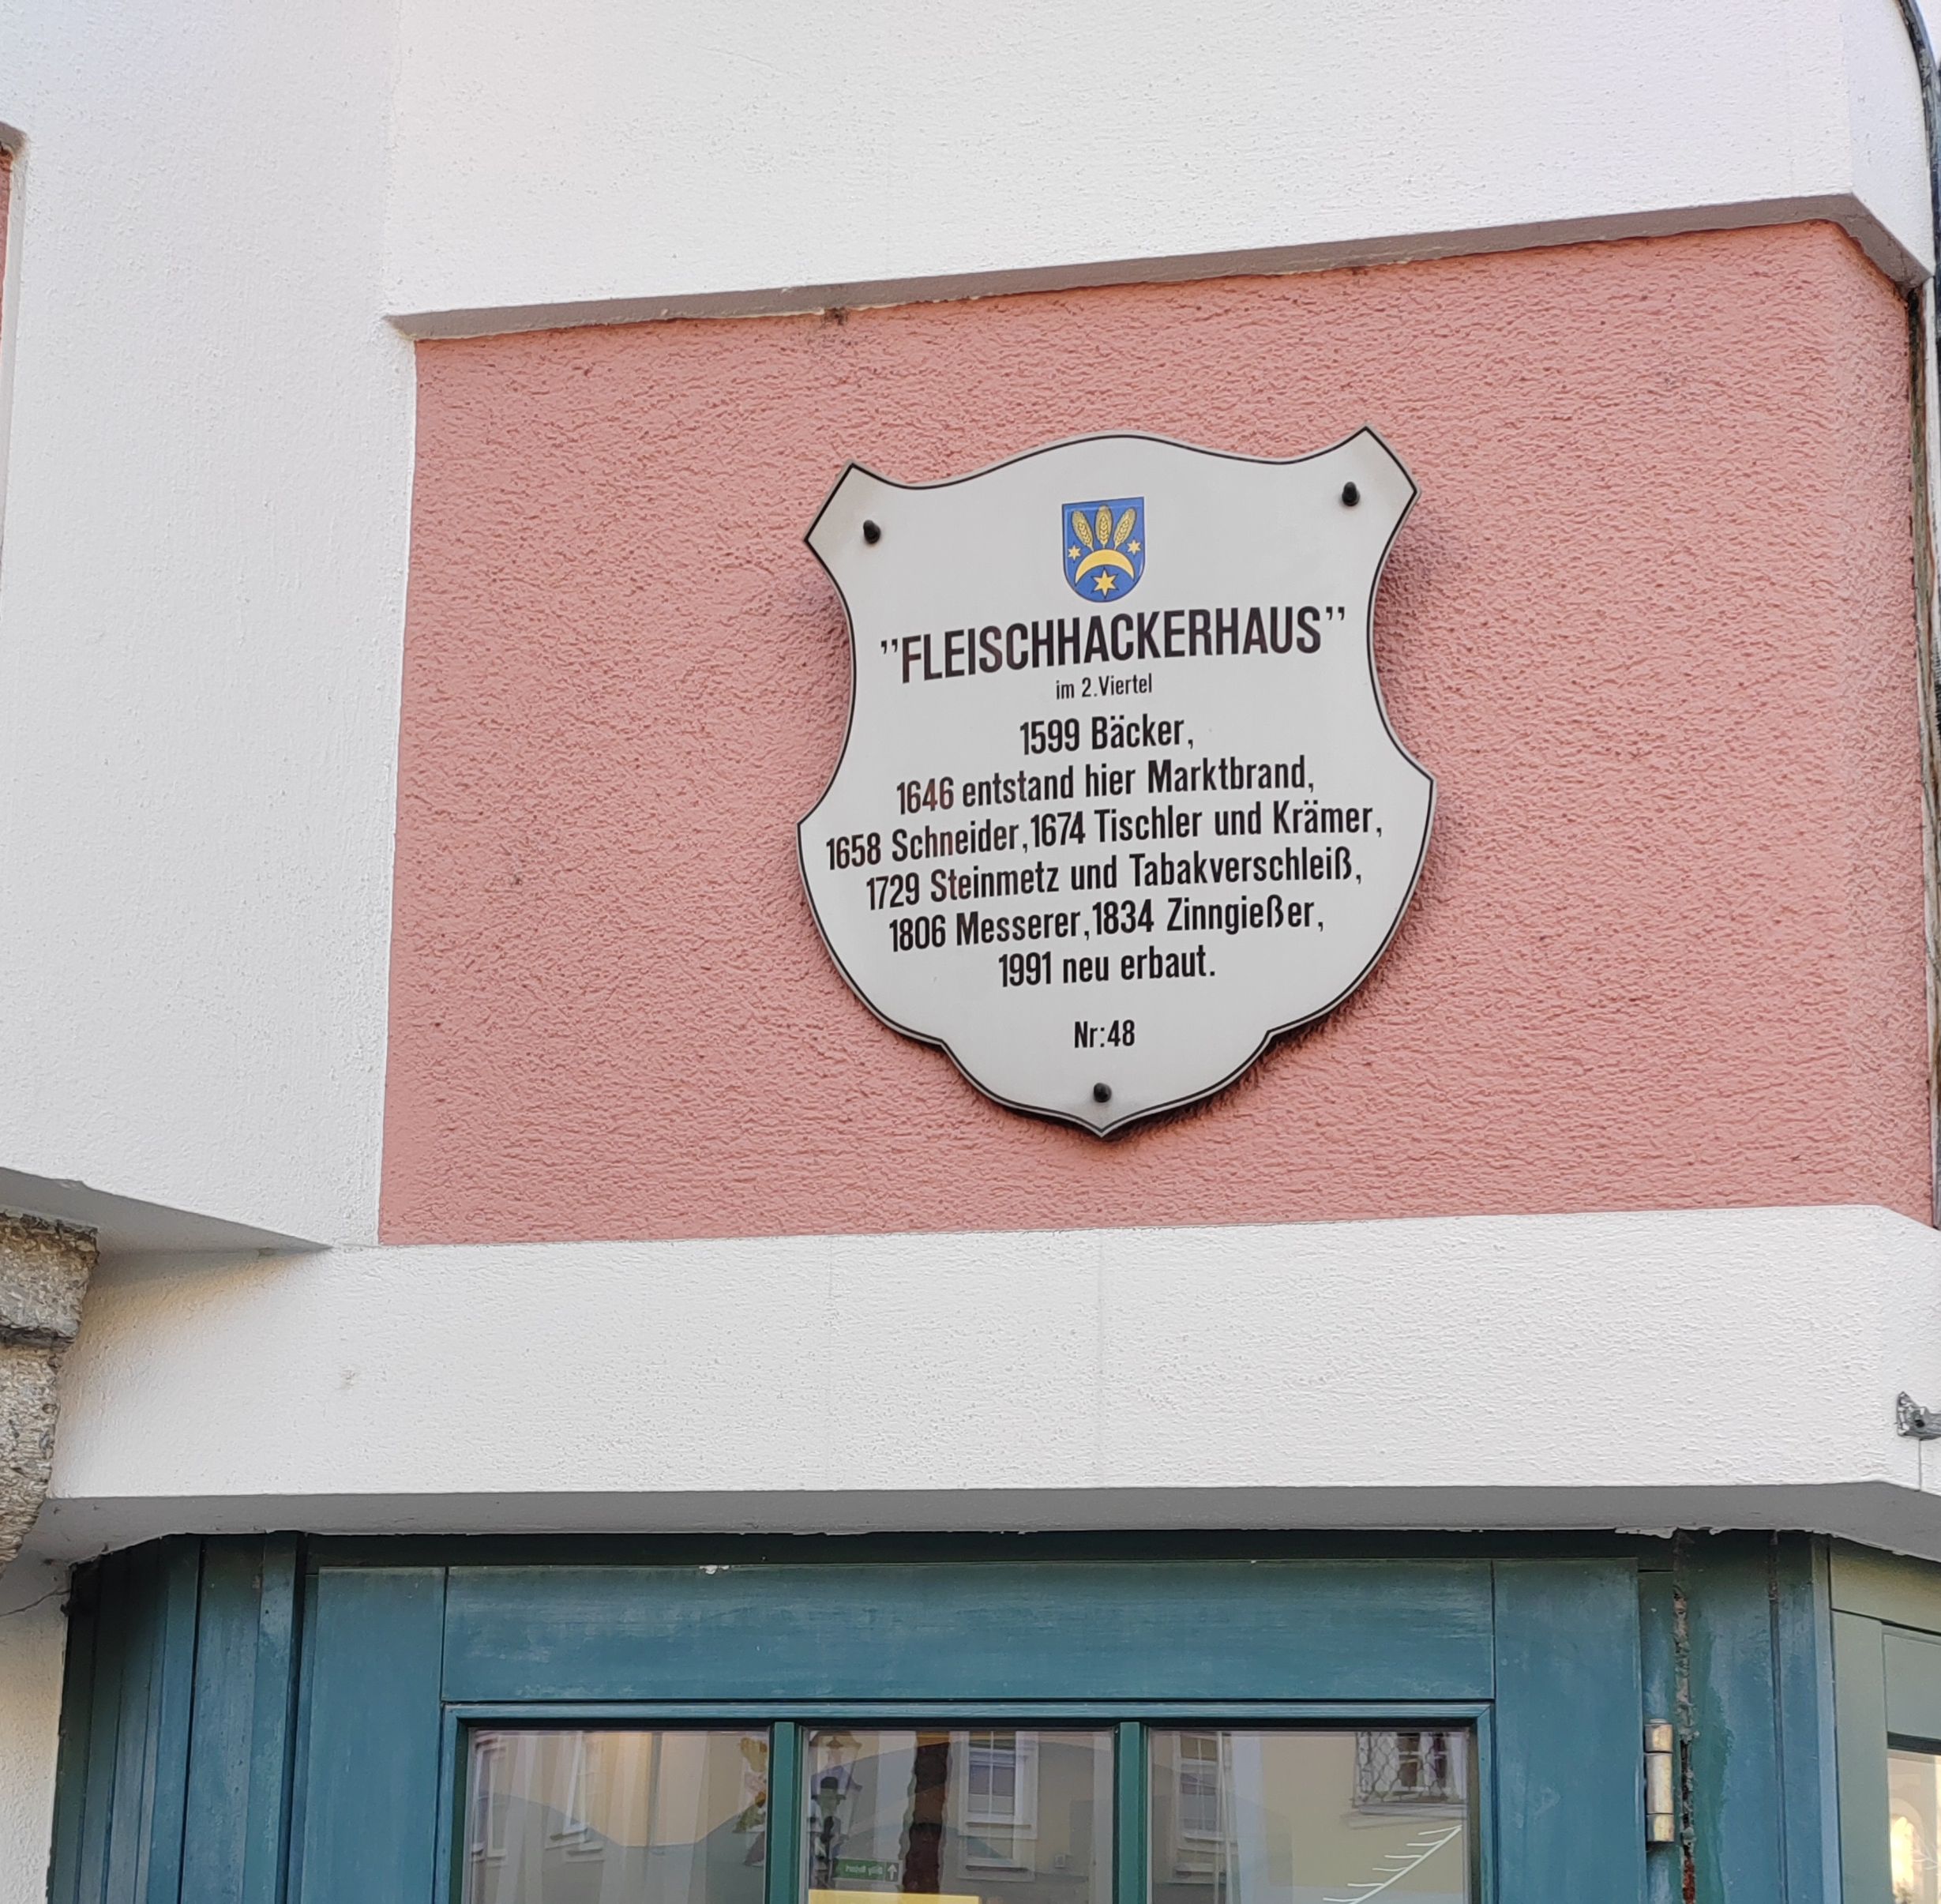 "FLEISCHHACKERHAUS"
im 2.Viertel
1599 Bäcker,
1646 entstand hier Marktbrand,
1658 Schneider, 1674 Tischler und Krämer,
1729 Steinmetz und Tabakverschleiß,
1806 Messerer, 1834 Zinngießer,
1991 neu erbaut.
Nr:48